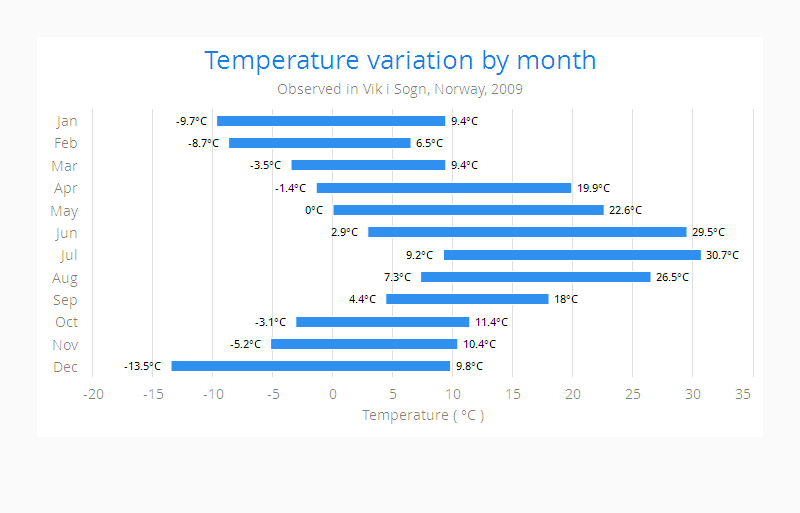 Temperature variation by month
Observed in Vik i Sogn, Norway, 2009
Jan -9.7°C 9.4°C
Feb -8.7°C 6.5°C
Mar -3.5°C 9.4°C
Apr -1.4°C 19.9°C
May 0°C 22.6°C
Jun 2.9°C 29.5°C
Jul 9.2°C 30.7°C
Aug 7.3°C 26.5°C
Sep 4.4°C 18°C
Oct -3.1°C 11.4°C
Nov -5.2°C 10.4°C
Dec -13.5°C 9.8°C
-20 -15 -10 -5 0 5 10 15 20 25 30 35
Temperature ( °C )